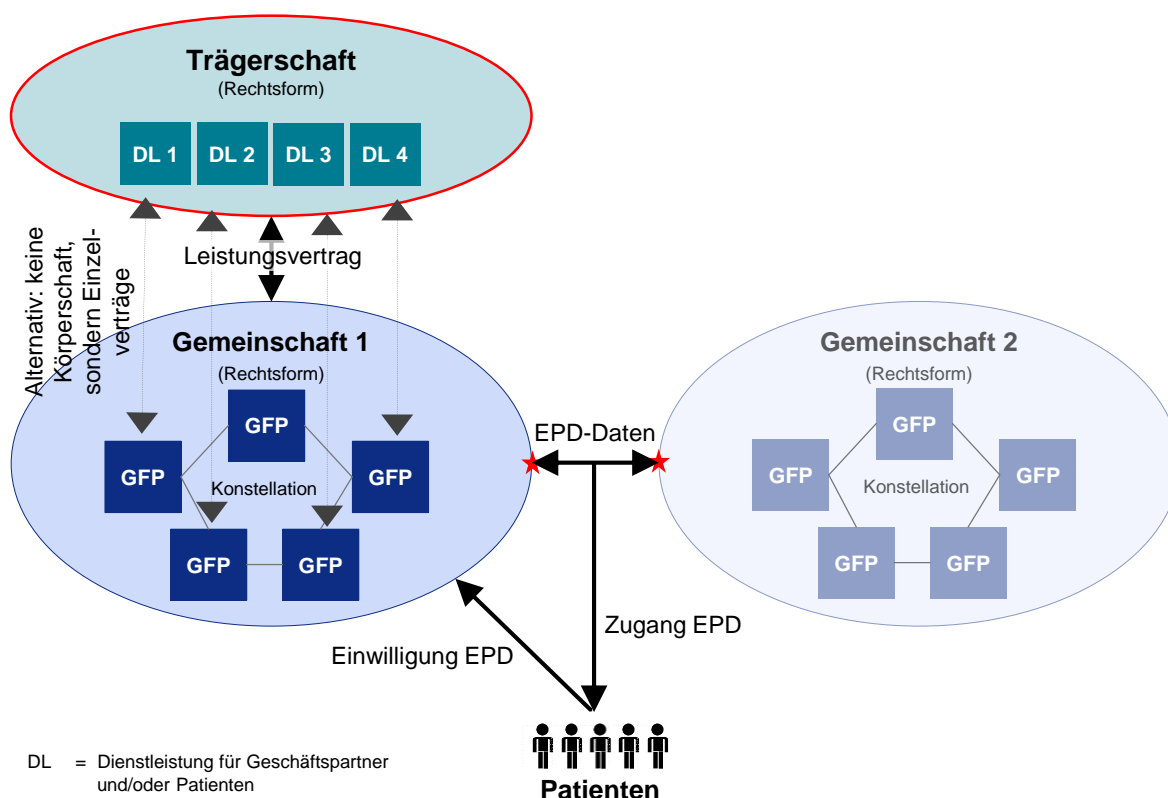 Trägerschaft
(Rechtsform)
DL 1
DL 2
DL 3
DL 4
Alternativ: keine
Körperschaft,
sondern Einzel-
verträge
Leistungsvertrag
Gemeinschaft 1
(Rechtsform)
GFP
GFP
GFP
Konstellation
GFP
GFP
EPD-Daten
Gemeinschaft 2
(Rechtsform)
GFP
GFP
GFP
Konstellation
GFP
GFP
Zugang EPD
Einwilligung EPD
Patienten
DL = Dienstleistung für Geschäftspartner
und/oder Patienten